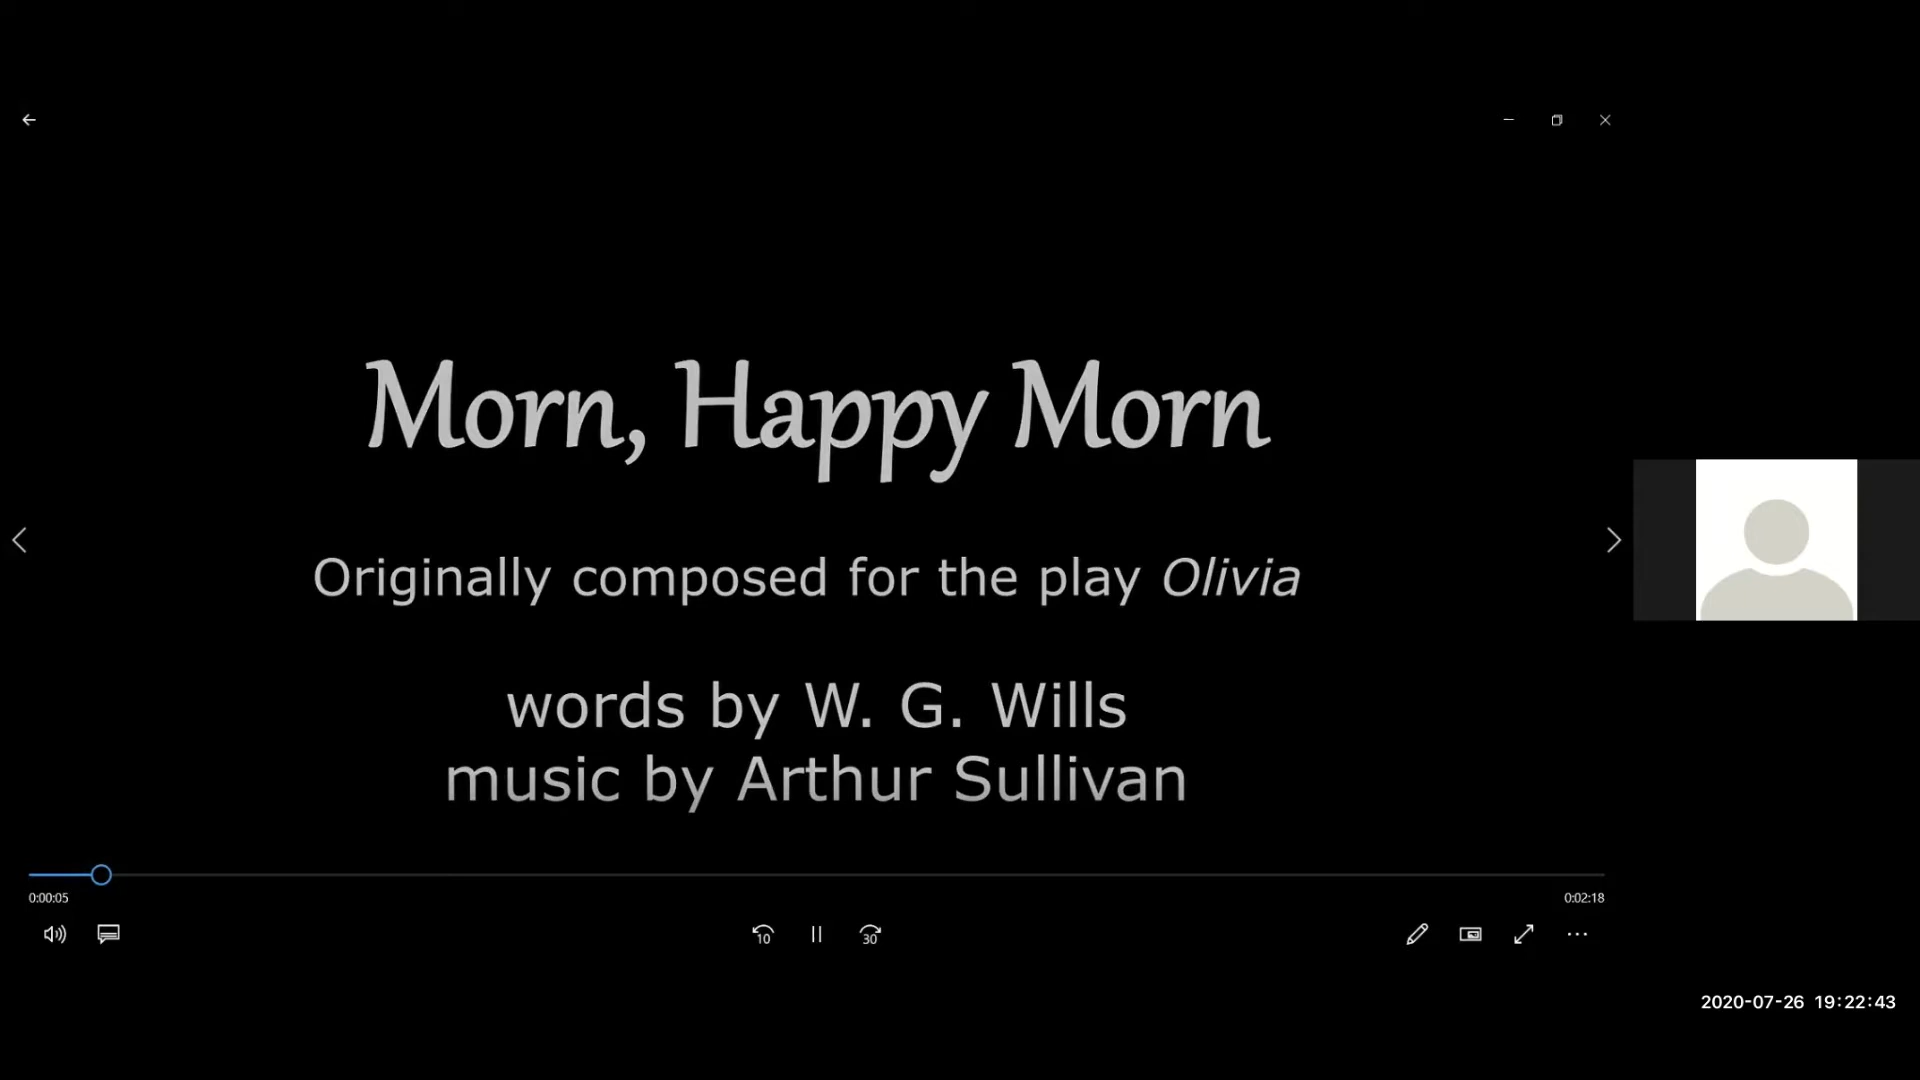 Morn, Happy Morn
Originally composed for the play Olivia
words by W. G. Wills
music by Arthur Sullivan
0:00:05
0:02:18
10
30
2020-07-26 19:22:43